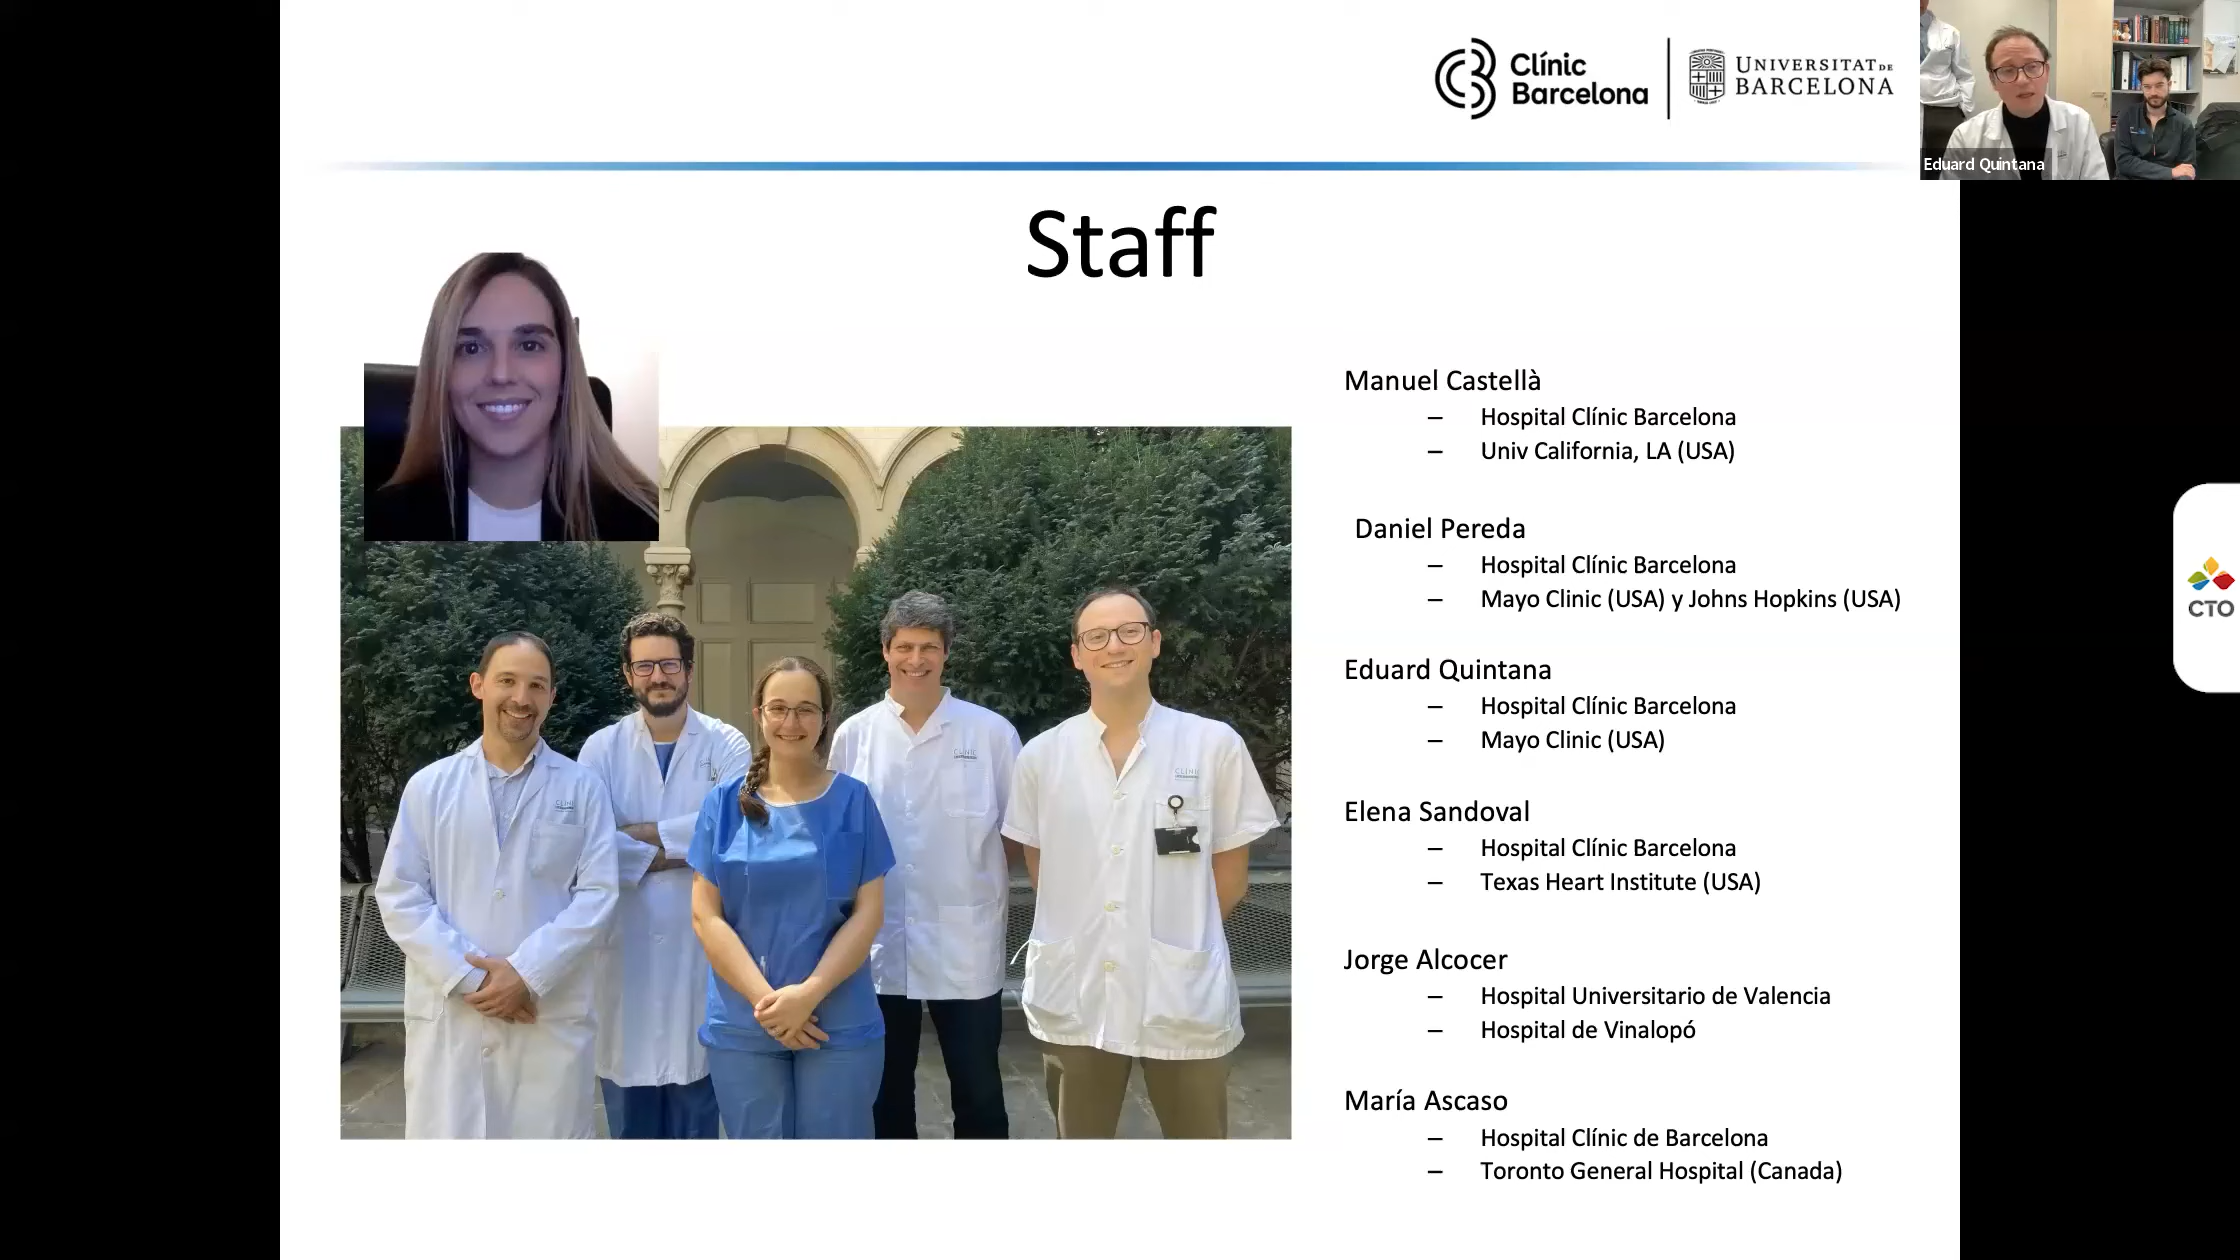 Clínic
Barcelona
UNIVERSITAT DE
BARCELONA
Eduard Quintana
Staff
Manuel Castellà
– Hospital Clínic Barcelona
– Univ California, LA (USA)
Daniel Pereda
– Hospital Clínic Barcelona
– Mayo Clinic (USA) y Johns Hopkins (USA)
Eduard Quintana
– Hospital Clínic Barcelona
– Mayo Clinic (USA)
Elena Sandoval
– Hospital Clínic Barcelona
– Texas Heart Institute (USA)
Jorge Alcocer
– Hospital Universitario de Valencia
– Hospital de Vinalopó
María Ascaso
– Hospital Clínic de Barcelona
– Toronto General Hospital (Canada)
CTO
CLÍNIC
CLÍNIC
CLÍNIC